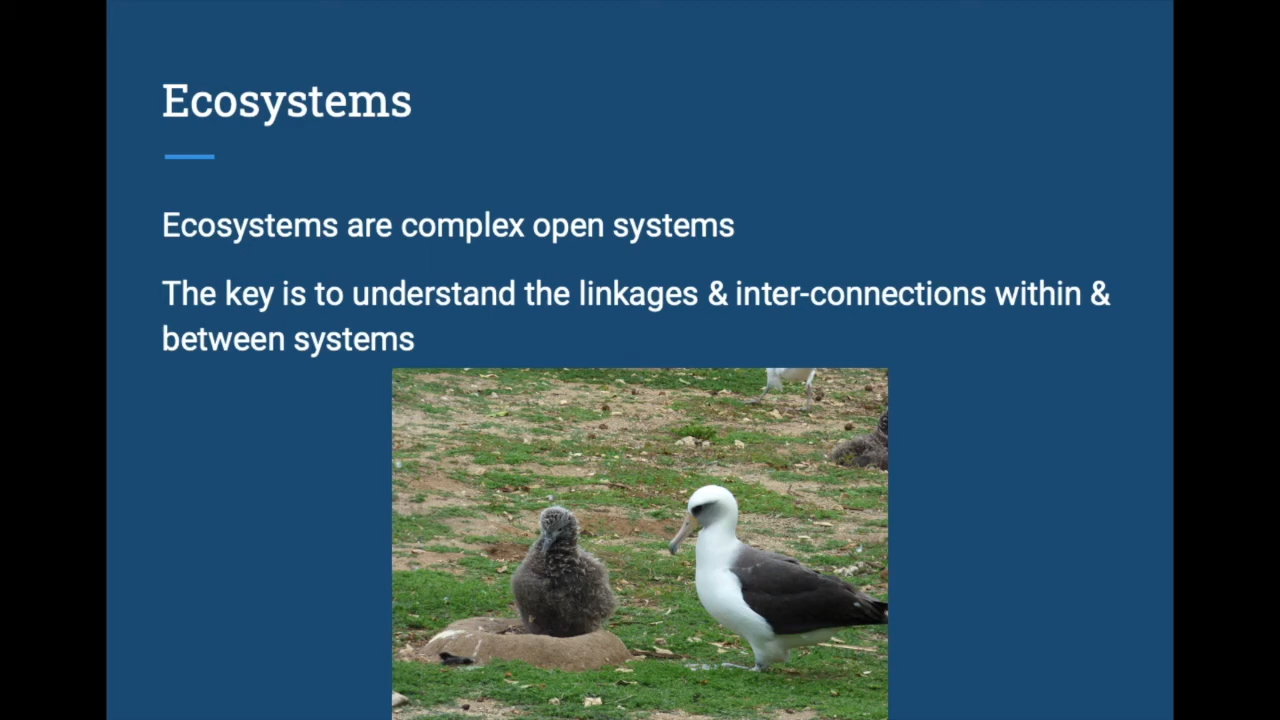 Ecosystems
Ecosystems are complex open systems
The key is to understand the linkages & inter-connections within &
between systems